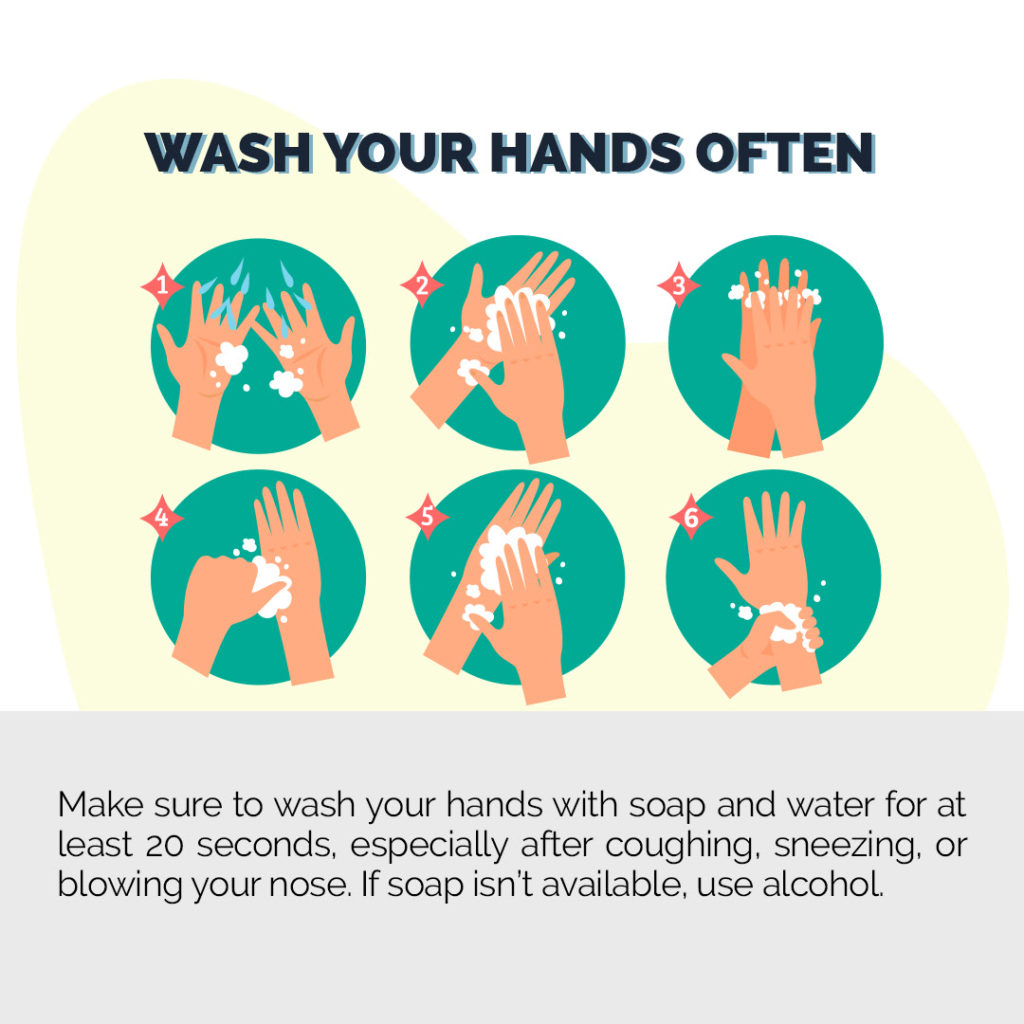 WASH YOUR HANDS OFTEN
1
2
3
4
5
6
Make sure to wash your hands with soap and water for at
least 20 seconds, especially after coughing, sneezing, or
blowing your nose. If soap isn't available, use alcohol.